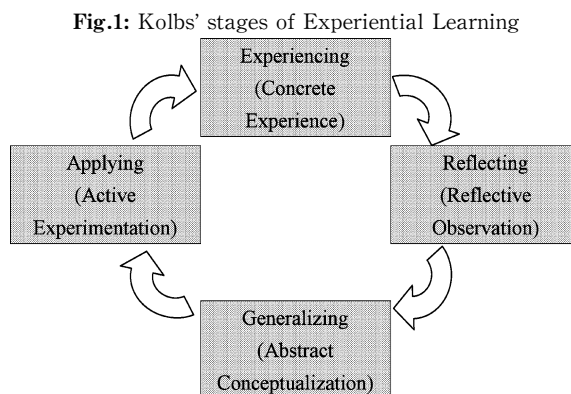 Fig.1: Kolbs' stages of Experiential Learning
Experiencing
(Concrete
Experience)
Applying
(Active
Experimentation)
Reflecting
(Reflective
Observation)
Generalizing
(Abstract
Conceptualization)